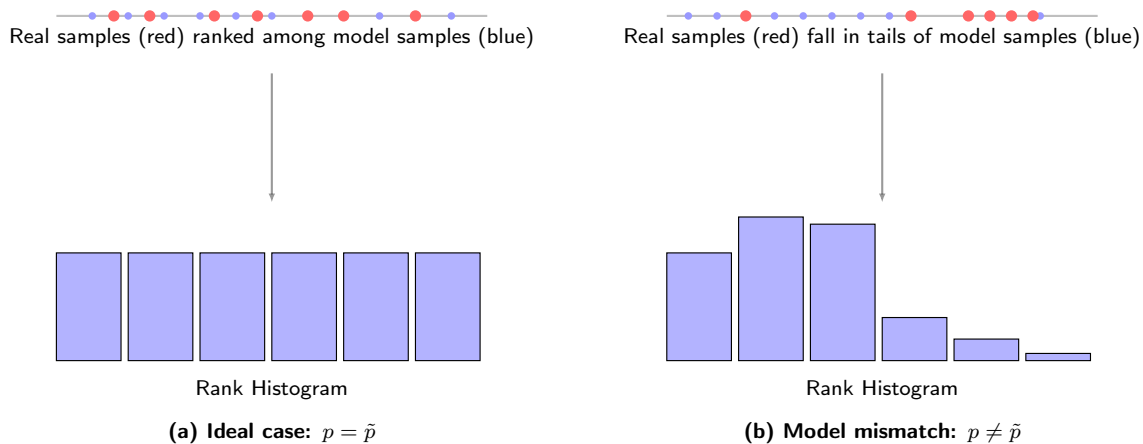 Real samples (red) ranked among model samples (blue)
Real samples (red) fall in tails of model samples (blue)
Rank Histogram
Rank Histogram
(a) Ideal case: p = p̃
(b) Model mismatch: p ≠ p̃